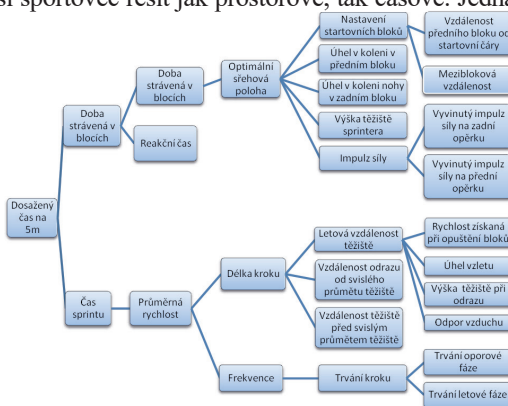 si sportovce řešit jak prostorově, tak časově. Jedná
Nastavení
startovních bloků
Vzdálenost
předního bloku od
startovní čáry
Úhel v koleni v
předním bloku
Mezibloková
vzdálenost
Doba
strávená v
blocích
Optimální
sřehová
poloha
Úhel v koleni nohy
v zadním bloku
Doba
strávená v
blocích
Reakční čas
Výška těžiště
sprintera
Vyvinutý impulz
síly na zadní
opěrku
Impulz síly
Vyvinutý impulz
síly na přední
opěrku
Dosažený
čas na
5m
Letová vzdálenost
těžiště
Rychlost získaná
při opuštění bloků
Délka kroku
Vzdálenost odrazu
od svislého
průmětu těžiště
Úhel vzletu
Čas
sprintu
Průměrná
rychlost
Výška těžiště při
odrazu
Vzdálenost těžiště
před svislým
průmětem těžiště
Odpor vzduchu
Frekvence
Trvání kroku
Trvání oporové
fáze
Trvání letové fáze